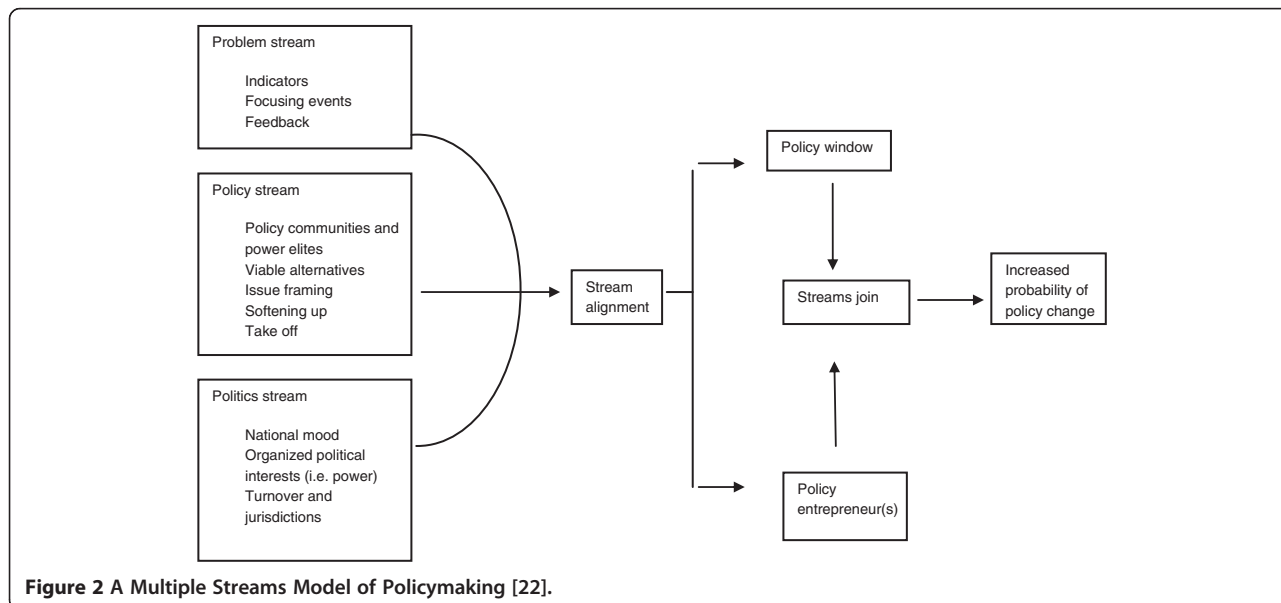 Problem stream
Indicators
Focusing events
Feedback
Policy stream
Policy communities and
power elites
Viable alternatives
Issue framing
Softening up
Take off
Politics stream
National mood
Organized political
interests (i.e. power)
Turnover and
jurisdictions
Stream
alignment
Policy window
Streams join
Policy
entrepreneur(s)
Increased
probability of
policy change
Figure 2 A Multiple Streams Model of Policymaking [22].